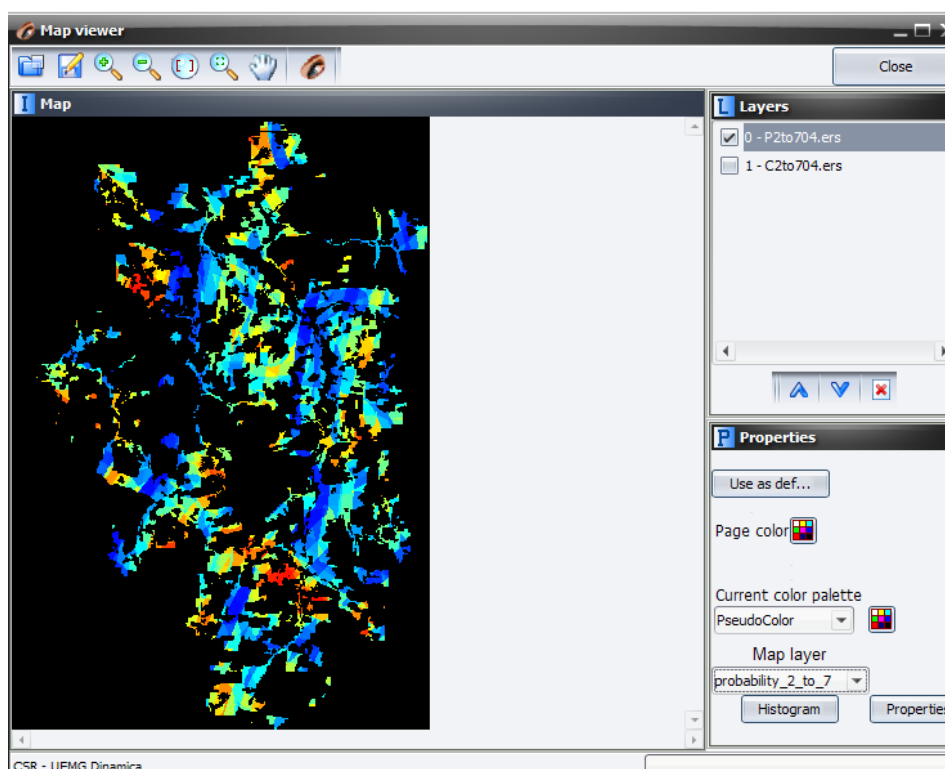 Map viewer
Close
I Map
L Layers
0 - P2to704.ers
1 - C2to704.ers
P Properties
Use as def...
Page color
Current color palette
PseudoColor
Map layer
probability_2_to_7
Histogram
Properties
CSR - UFMG Dinamica